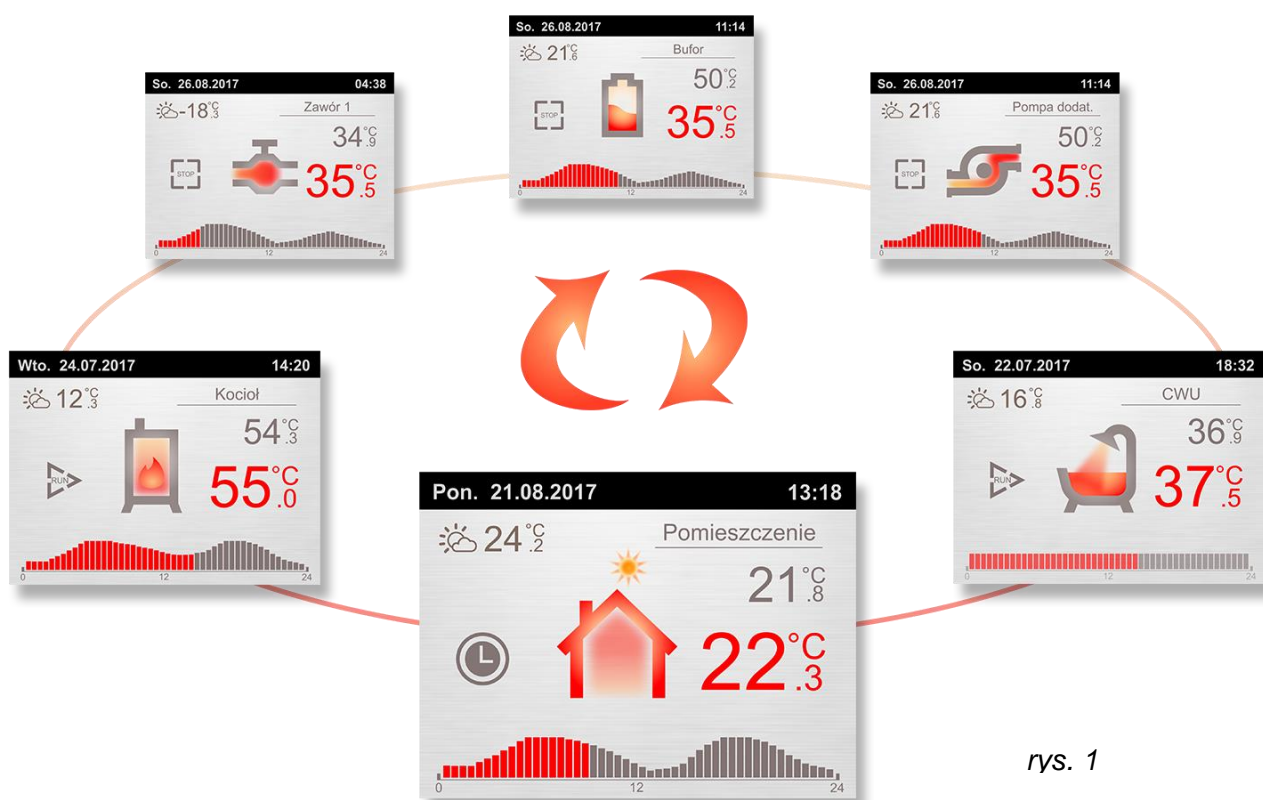 So. 26.08.2017 11:14
21°C.6
Bufor
50°C.2
STOP
35°C.5
0 12 24
So. 26.08.2017 04:38
-18°C.3
Zawór 1
34°C.9
STOP
35°C.5
0 12 24
So. 26.08.2017 11:14
21°C.6
Pompa dodat.
50°C.2
STOP
35°C.5
0 12 24
Wto. 24.07.2017 14:20
12°C.3
Kocioł
54°C.3
RUN
55°C.0
0 12 24
So. 22.07.2017 18:32
16°C.8
CWU
36°C.9
RUN
37°C.5
0 12 24
Pon. 21.08.2017 13:18
24°C.2
Pomieszczenie
21°C.8
22°C.3
0 12 24
rys. 1